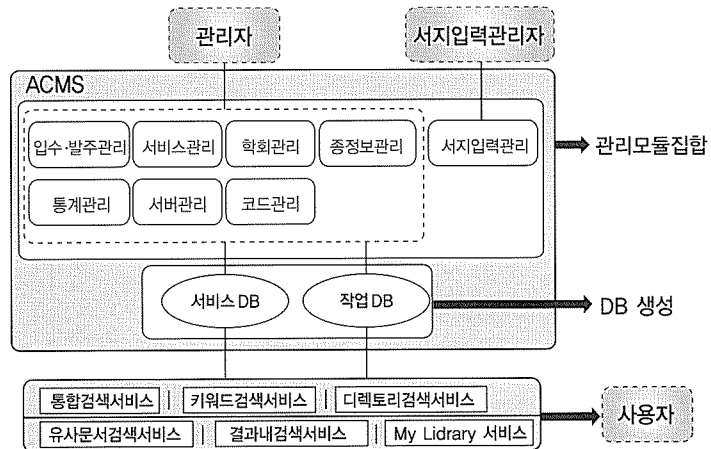 관리자
서지입력관리자
ACMS
입수·발주관리 서비스관리 학회관리 종정보관리 서지입력관리
관리모듈집합
통계관리 서버관리 코드관리
서비스 DB 작업 DB
DB 생성
통합검색서비스 | 키워드검색서비스 | 디렉토리검색서비스
사용자
유사문서검색서비스 | 결과내검색서비스 | My Lidrary 서비스